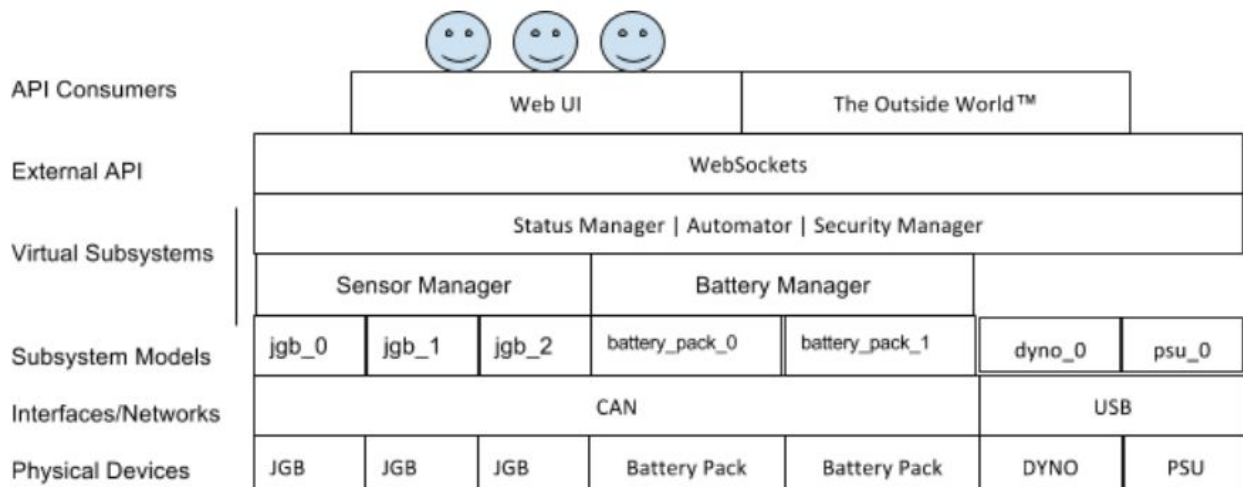 API Consumers
Web UI
The Outside World™
External API
WebSockets
Virtual Subsystems
Status Manager | Automator | Security Manager
Sensor Manager
Battery Manager
Subsystem Models
jgb_0
jgb_1
jgb_2
battery_pack_0
battery_pack_1
dyno_0
psu_0
Interfaces/Networks
CAN
USB
Physical Devices
JGB
JGB
JGB
Battery Pack
Battery Pack
DYNO
PSU